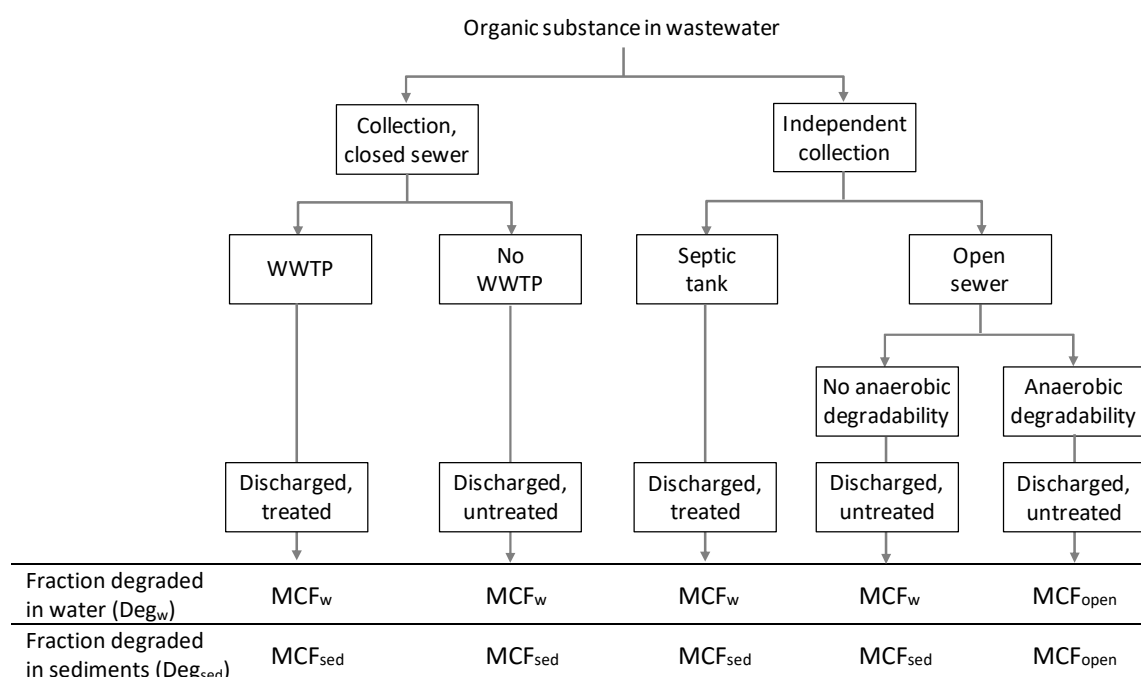 Organic substance in wastewater
Collection,
closed sewer
Independent
collection
WWTP
No
WWTP
Septic
tank
Open
sewer
No anaerobic
degradability
Anaerobic
degradability
Discharged,
treated
Discharged,
untreated
Discharged,
treated
Discharged,
untreated
Discharged,
untreated
Fraction degraded
in water (Degw)
MCFw
MCFw
MCFw
MCFw
MCFopen
Fraction degraded
in sediments (Degsed)
MCFsed
MCFsed
MCFsed
MCFsed
MCFopen